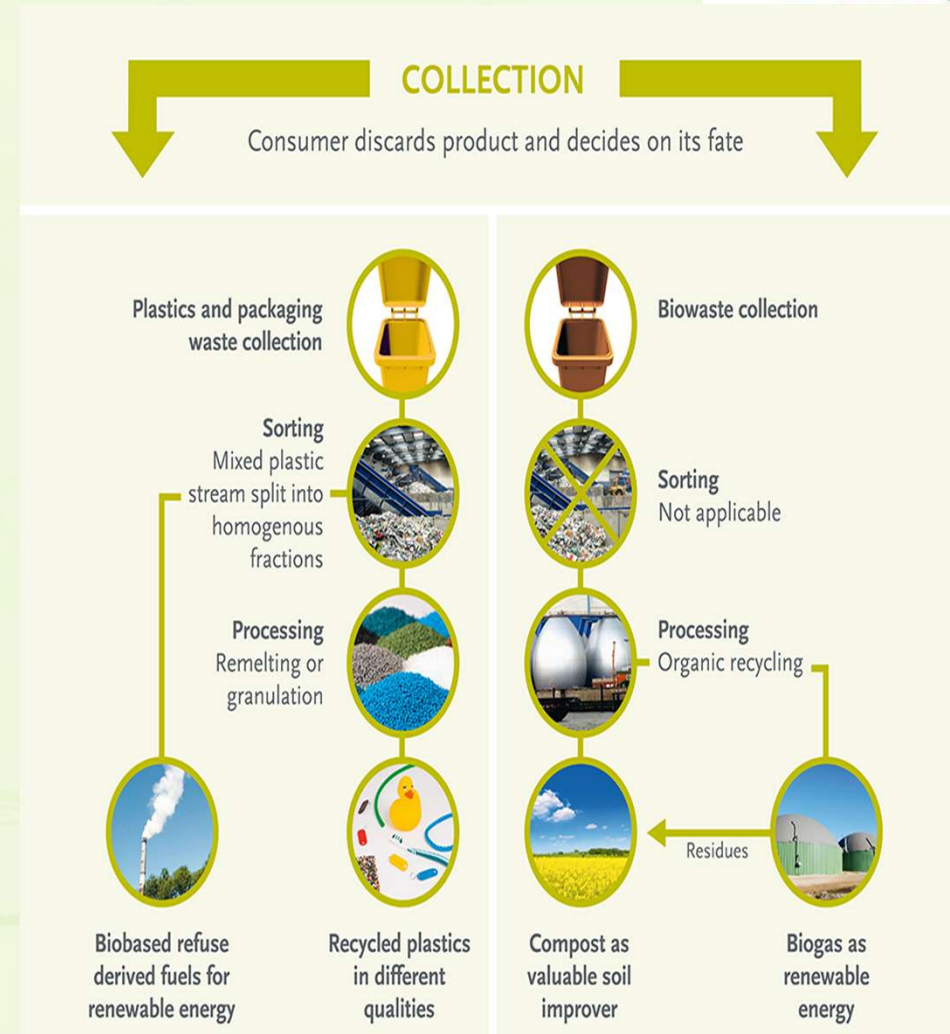 COLLECTION
Consumer discards product and decides on its fate
Plastics and packaging
waste collection
Sorting
Mixed plastic
stream split into
homogenous
fractions
Processing
Remelting or
granulation
Biobased refuse
derived fuels for
renewable energy
Recycled plastics
in different
qualities
Biowaste collection
Sorting
Not applicable
Processing
Organic recycling
Residues
Compost as
valuable soil
improver
Biogas as
renewable
energy